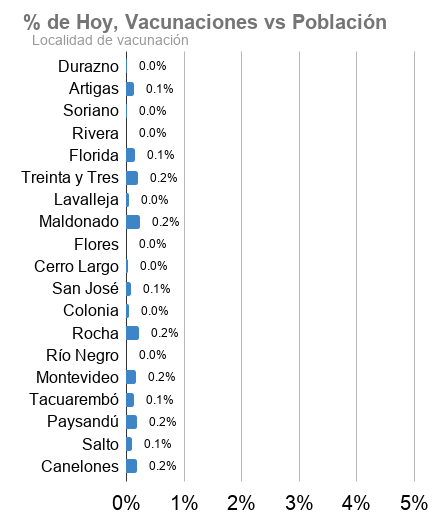 % de Hoy, Vacunaciones vs Población
Localidad de vacunación
Durazno 0.0%
Artigas 0.1%
Soriano 0.0%
Rivera 0.0%
Florida 0.1%
Treinta y Tres 0.2%
Lavalleja 0.0%
Maldonado 0.2%
Flores 0.0%
Cerro Largo 0.0%
San José 0.1%
Colonia 0.0%
Rocha 0.2%
Río Negro 0.0%
Montevideo 0.2%
Tacuarembó 0.1%
Paysandú 0.2%
Salto 0.1%
Canelones 0.2%
0% 1% 2% 3% 4% 5%